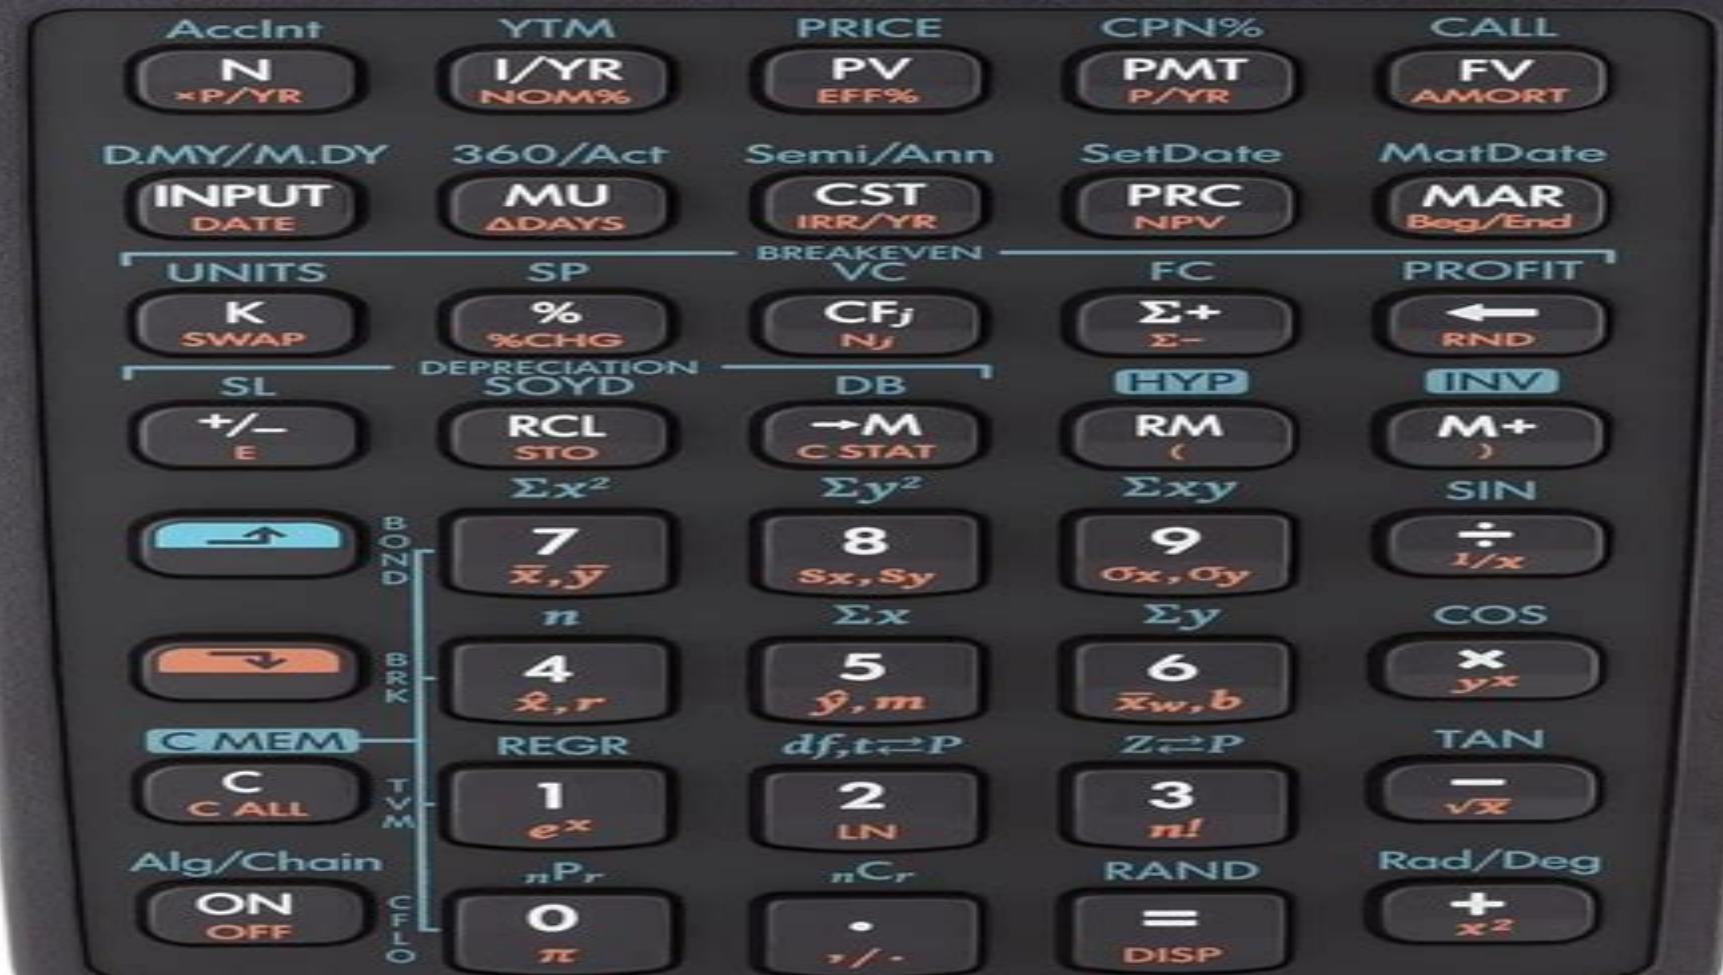 AccInt YTM PRICE CPN% CALL
N I/YR PV PMT FV
×P/YR NOM% EFF% P/YR AMORT
D.MY/M.DY 360/Act Semi/Ann SetDate MatDate
INPUT MU CST PRC MAR
DATE ΔDAYS IRR/YR NPV Beg/End
BREAKEVEN
UNITS SP VC FC PROFIT
K % CFj Σ+ ←
SWAP %CHG Nj Σ− RND
DEPRECIATION
SL SOYD DB HYP INV
+/− RCL →M RM M+
E STO C STAT ( )
Σx² Σy² Σxy SIN
BOND
7 8 9 ÷
x̄,ȳ Sx,Sy σx,σy 1/x
n Σx Σy COS
BRK
4 5 6 ×
x̂,r ŷ,m x̄w,b yˣ
C MEM REGR df,t⇄P Z⇄P TAN
TVM
C 1 2 3 −
C ALL eˣ LN n! √x
Alg/Chain nPr nCr RAND Rad/Deg
CFLO
ON 0 . = +
OFF π ,/. DISP x²